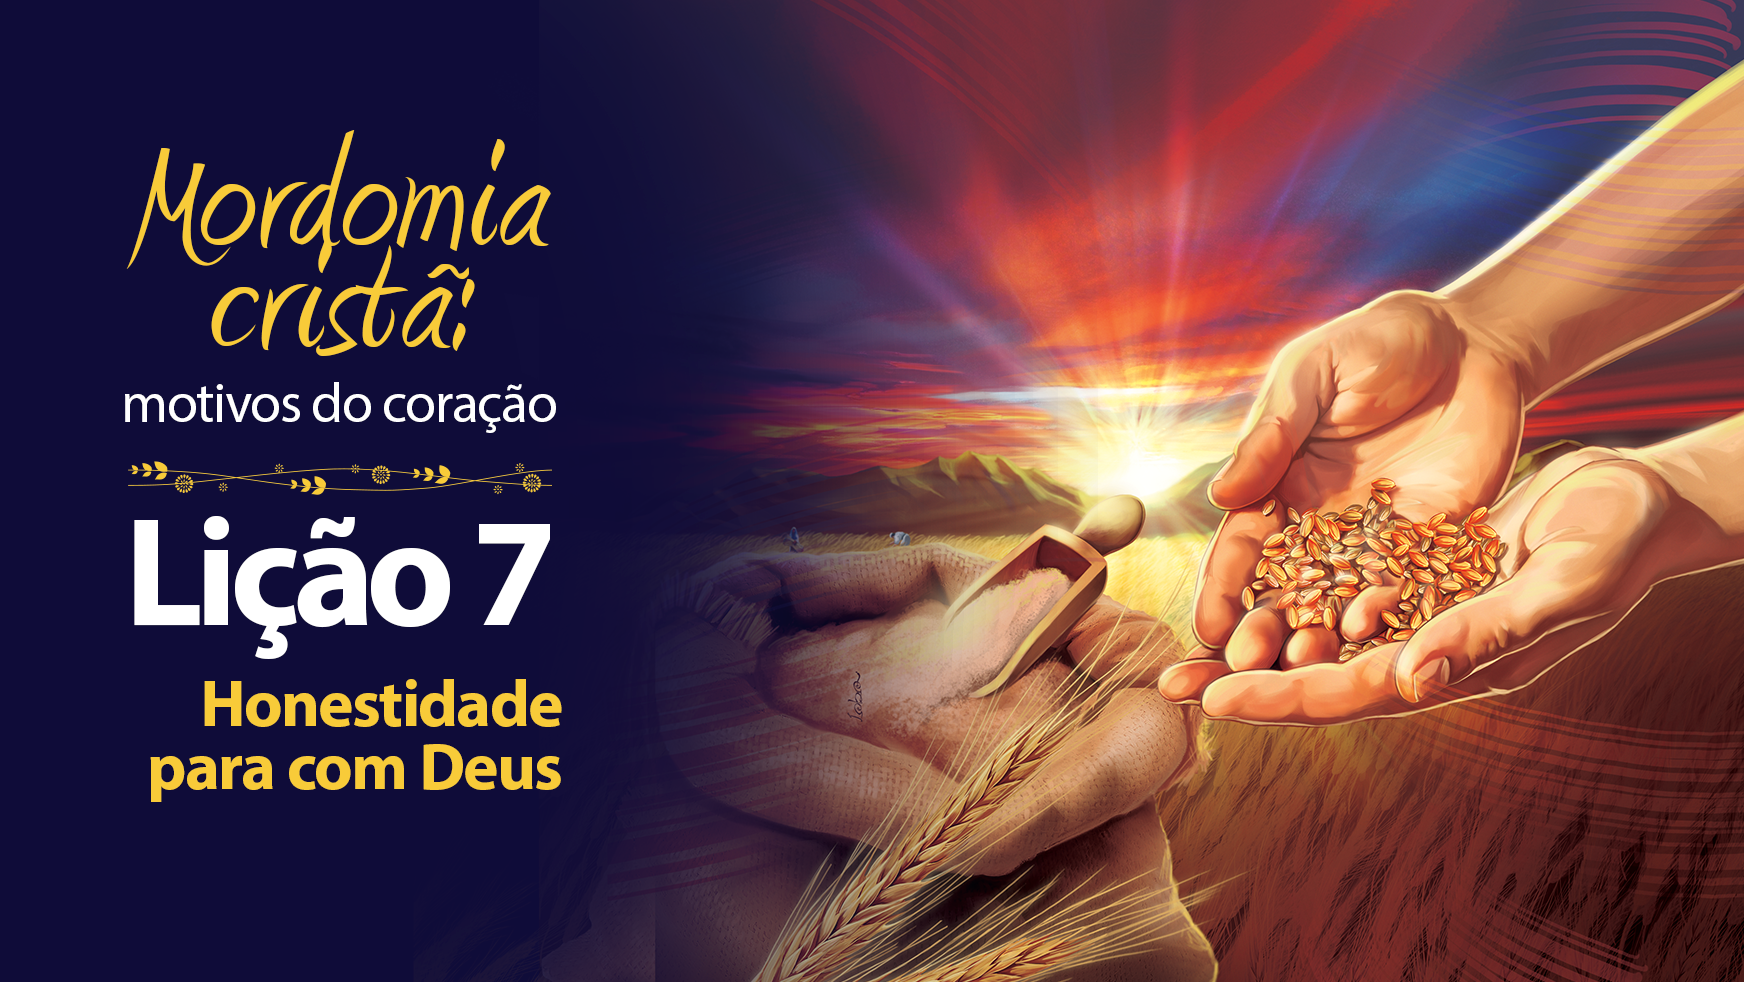 Mordomia
cristã:
motivos do coração
Lição 7
Honestidade
para com Deus